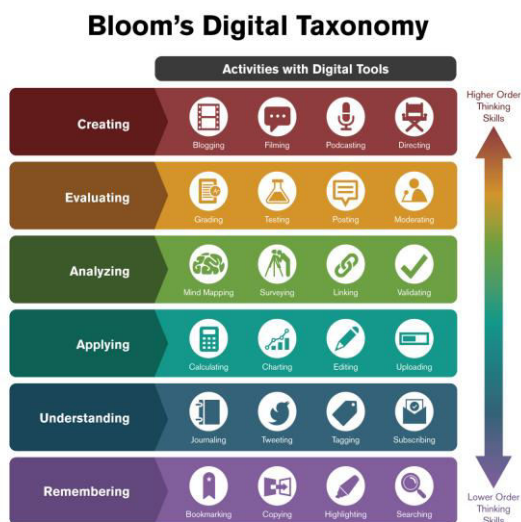 Bloom's Digital Taxonomy
Activities with Digital Tools
Higher Order
Thinking
Skills
Creating
Blogging
Filming
Podcasting
Directing
Evaluating
Grading
Testing
Posting
Moderating
Analyzing
Mind Mapping
Surveying
Linking
Validating
Applying
Calculating
Charting
Editing
Uploading
Understanding
Journaling
Tweeting
Tagging
Subscribing
Remembering
Bookmarking
Copying
Highlighting
Searching
Lower Order
Thinking
Skills